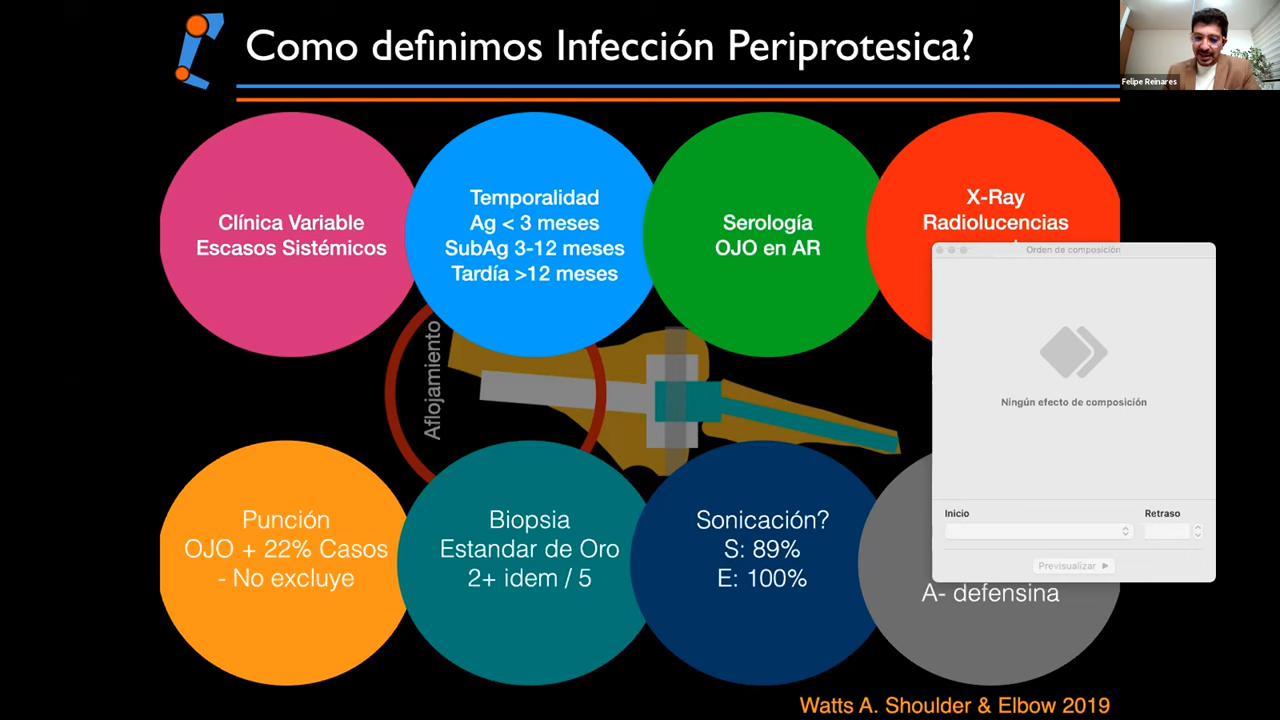 Como definimos Infección Periprotesica?
Felipe Reinares
Clínica Variable
Escasos Sistémicos
Temporalidad
Ag < 3 meses
SubAg 3-12 meses
Tardía >12 meses
Serología
OJO en AR
X-Ray
Radiolucencias
Orden de composición
Ningún efecto de composición
Inicio
Retraso
Previsualizar
Aflojamiento
Punción
OJO + 22% Casos
- No excluye
Biopsia
Estandar de Oro
2+ idem / 5
Sonicación?
S: 89%
E: 100%
A- defensina
Watts A. Shoulder & Elbow 2019